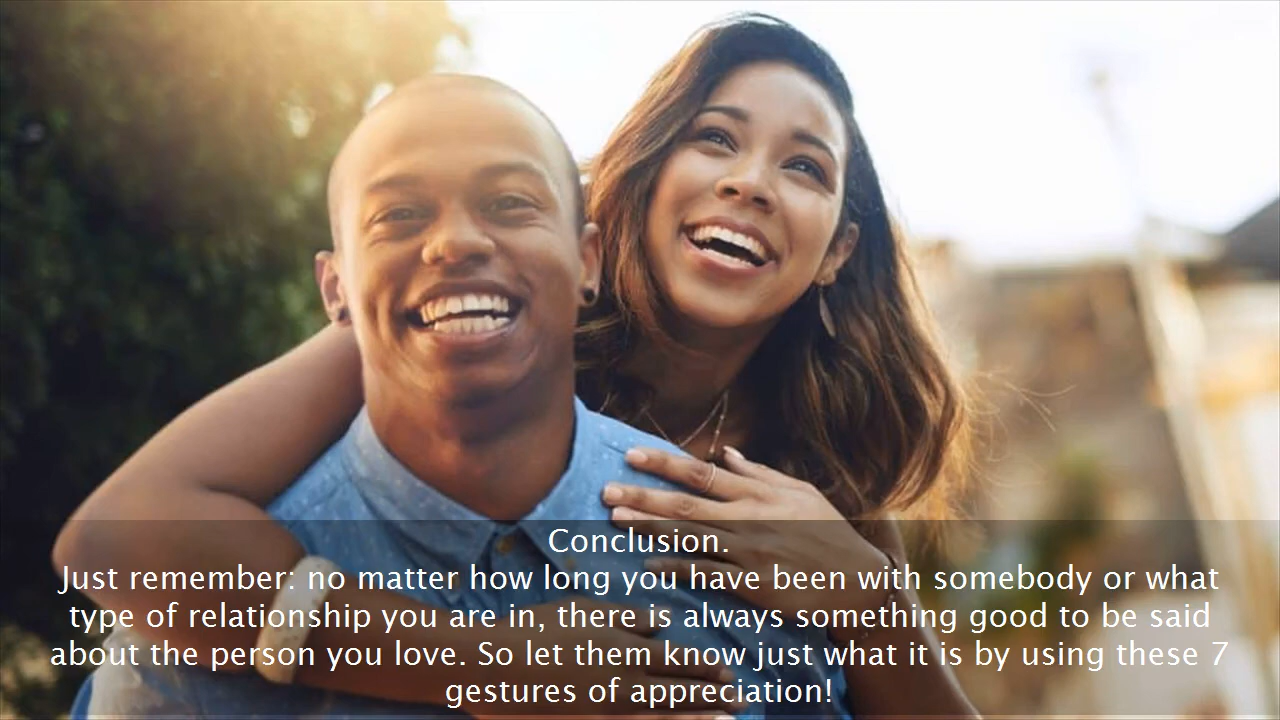 Conclusion.
Just remember: no matter how long you have been with somebody or what
type of relationship you are in, there is always something good to be said
about the person you love. So let them know just what it is by using these 7
gestures of appreciation!